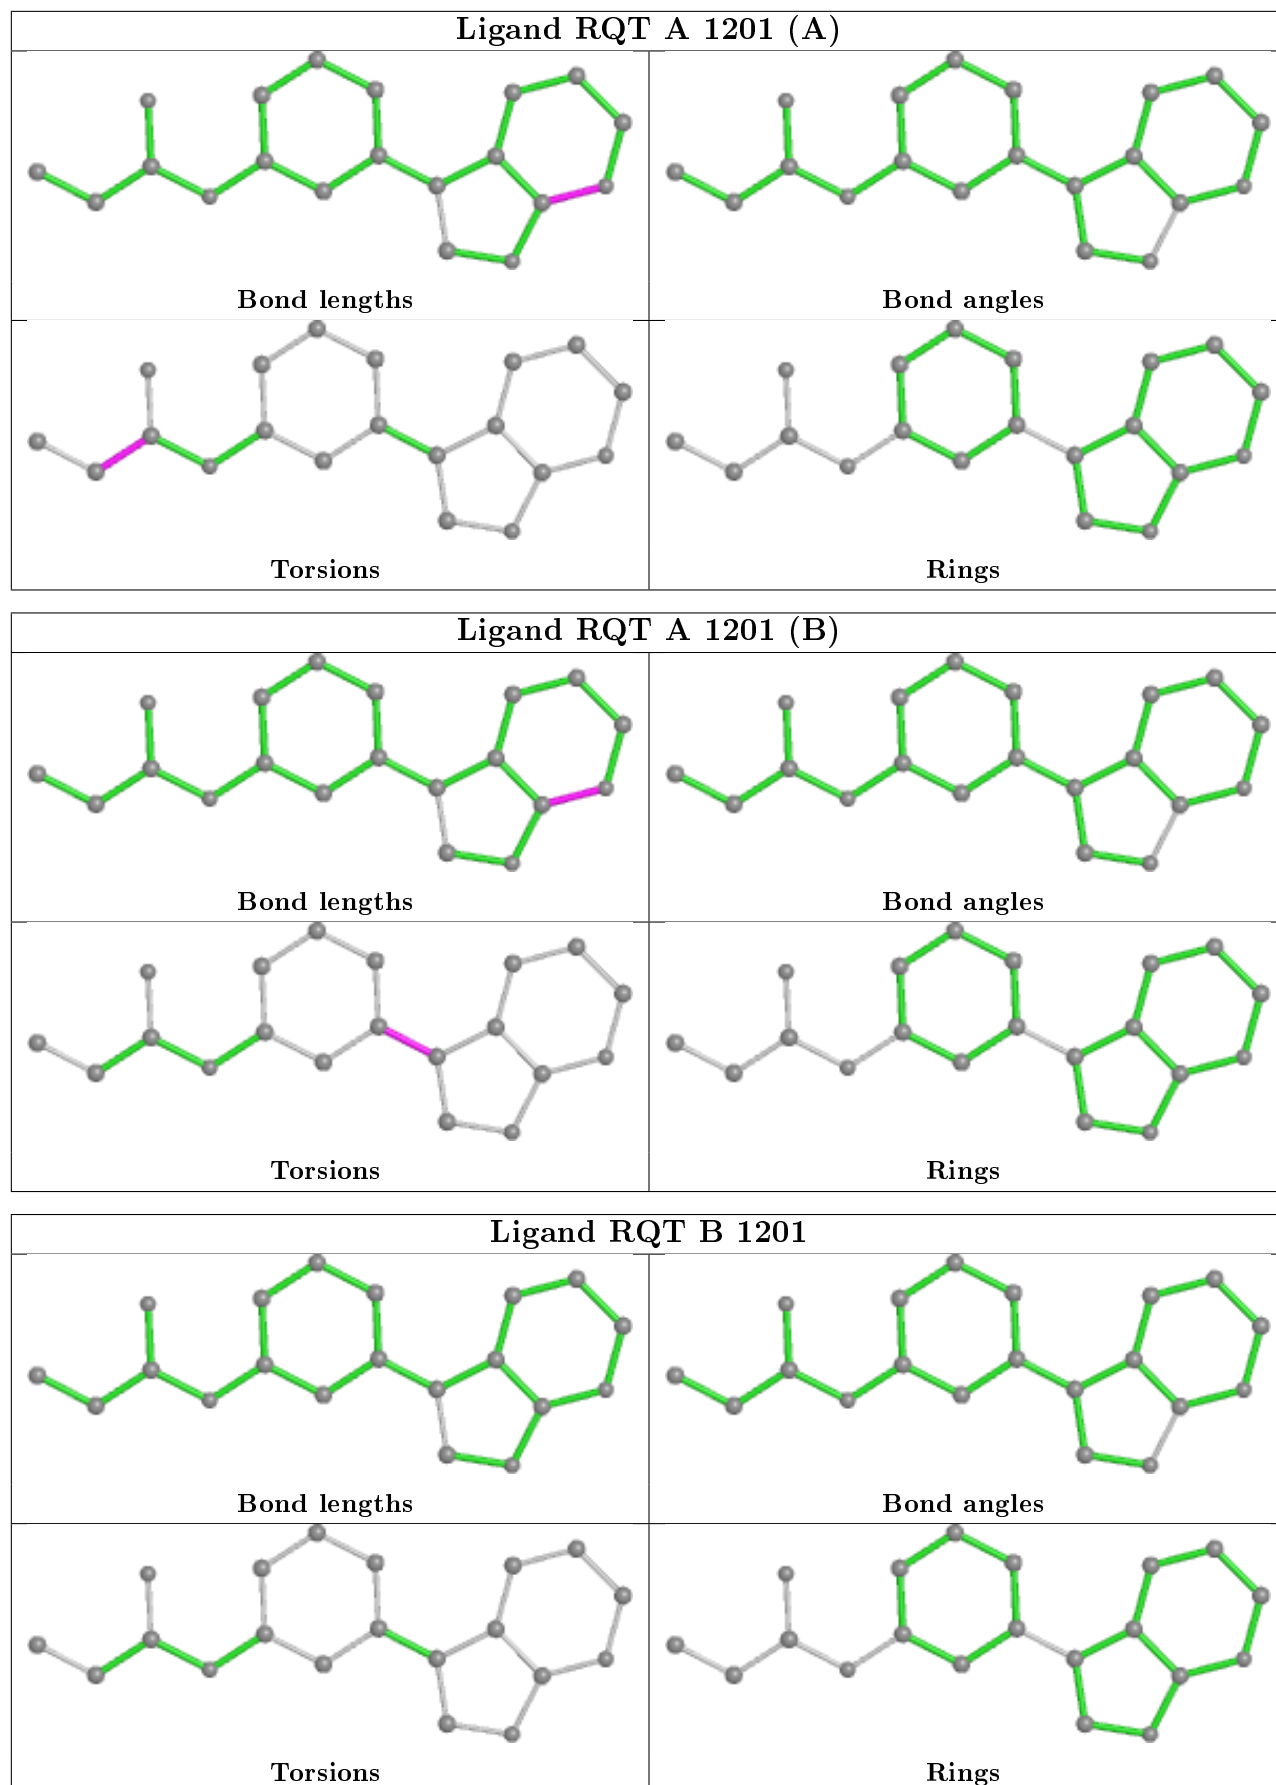 Ligand RQT A 1201 (A)
Bond lengths
Bond angles
Torsions
Rings
Ligand RQT A 1201 (B)
Bond lengths
Bond angles
Torsions
Rings
Ligand RQT B 1201
Bond lengths
Bond angles
Torsions
Rings